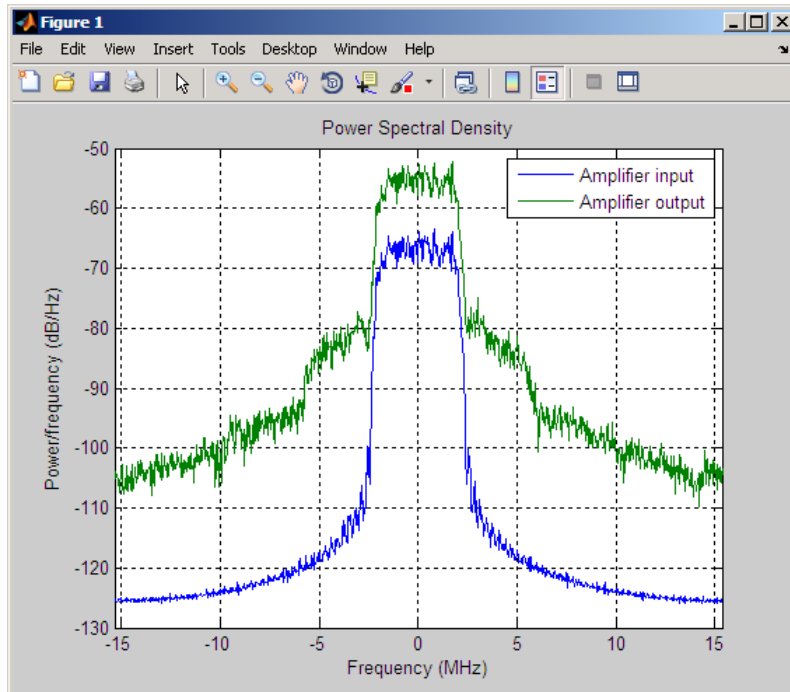 Figure 1
File Edit View Insert Tools Desktop Window Help
Power Spectral Density
Amplifier input
Amplifier output
-50
-60
-70
-80
-90
-100
-110
-120
-130
Power/frequency (dB/Hz)
-15 -10 -5 0 5 10 15
Frequency (MHz)